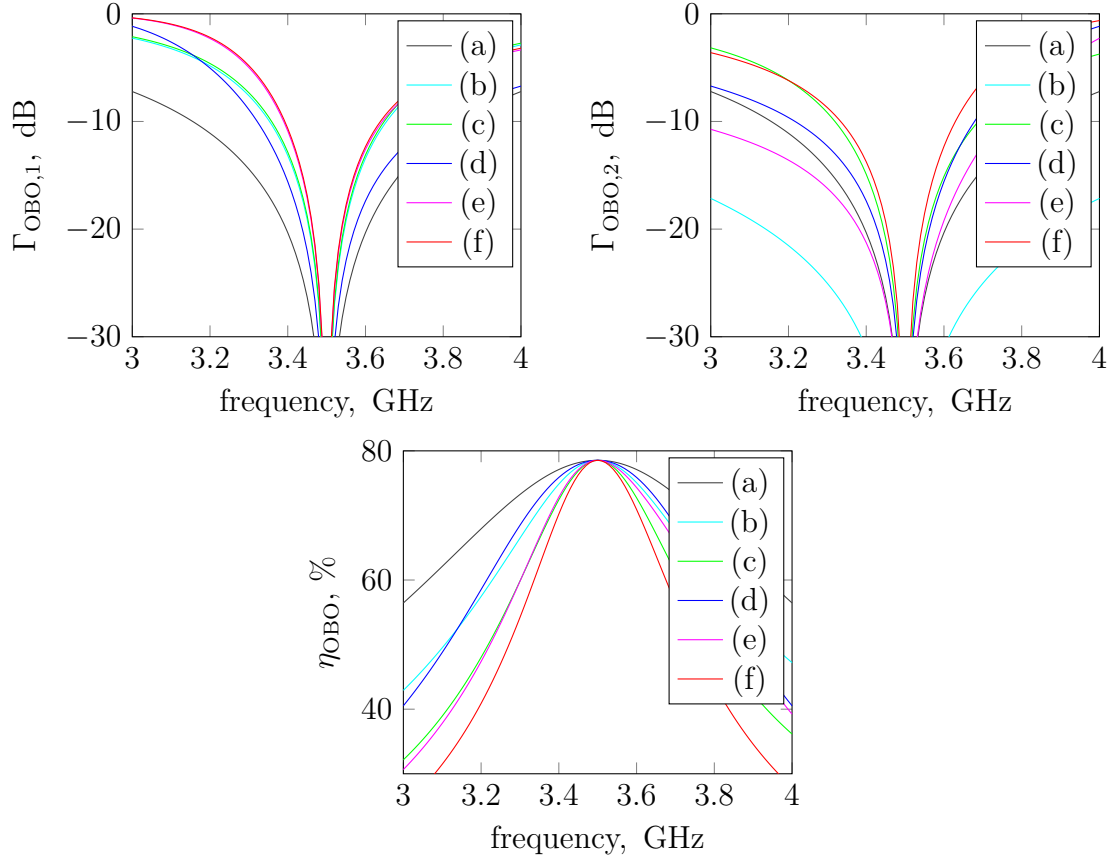 0
−10
−20
−30
ΓOBO,1, dB
3
3.2
3.4
3.6
3.8
4
frequency, GHz
(a)
(b)
(c)
(d)
(e)
(f)
0
−10
−20
−30
ΓOBO,2, dB
3
3.2
3.4
3.6
3.8
4
frequency, GHz
(a)
(b)
(c)
(d)
(e)
(f)
80
60
40
ηOBO, %
3
3.2
3.4
3.6
3.8
4
frequency, GHz
(a)
(b)
(c)
(d)
(e)
(f)